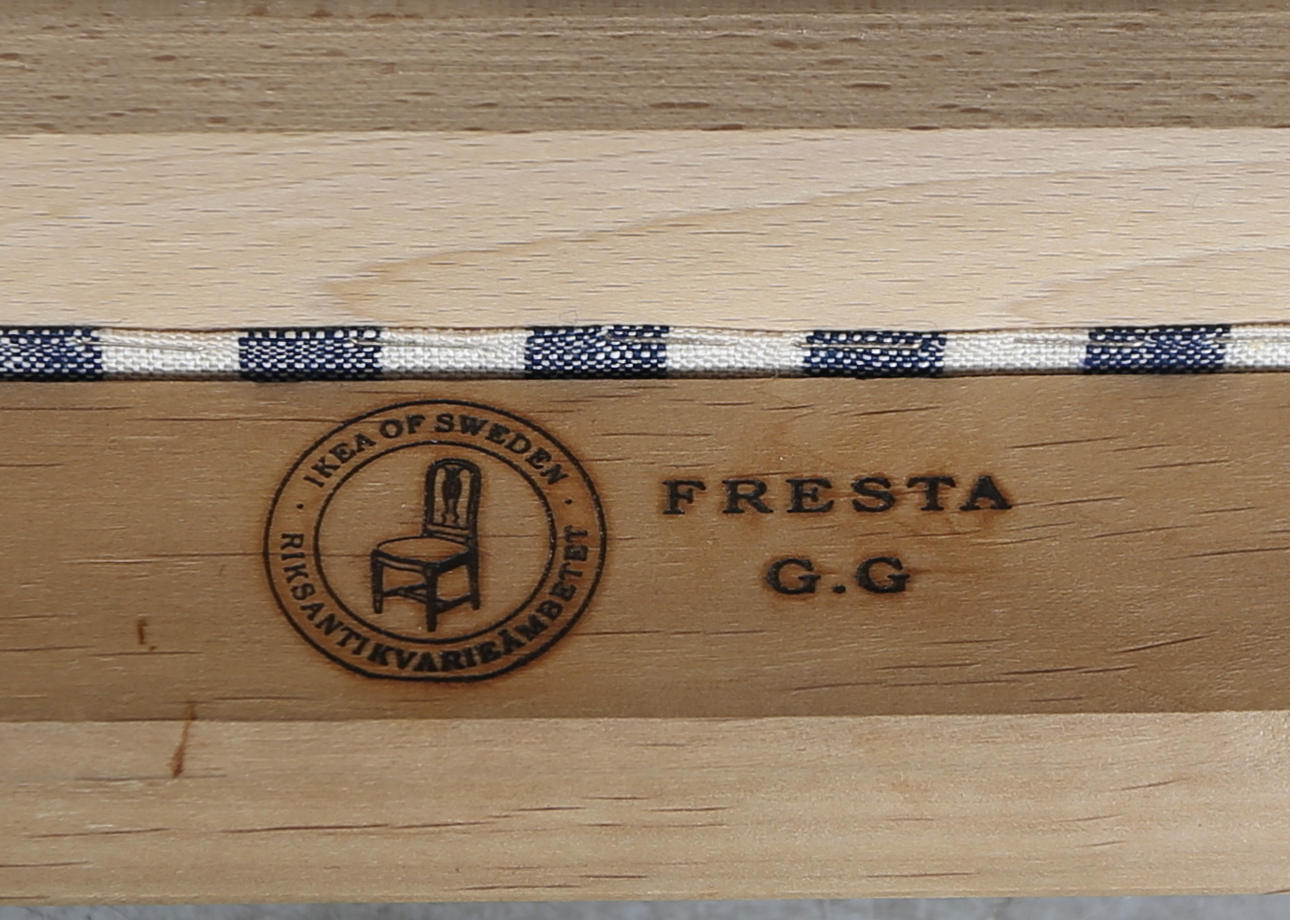 IKEA OF SWEDEN
RIKSANTIKVARIEÄMBETET
FRESTA
G.G